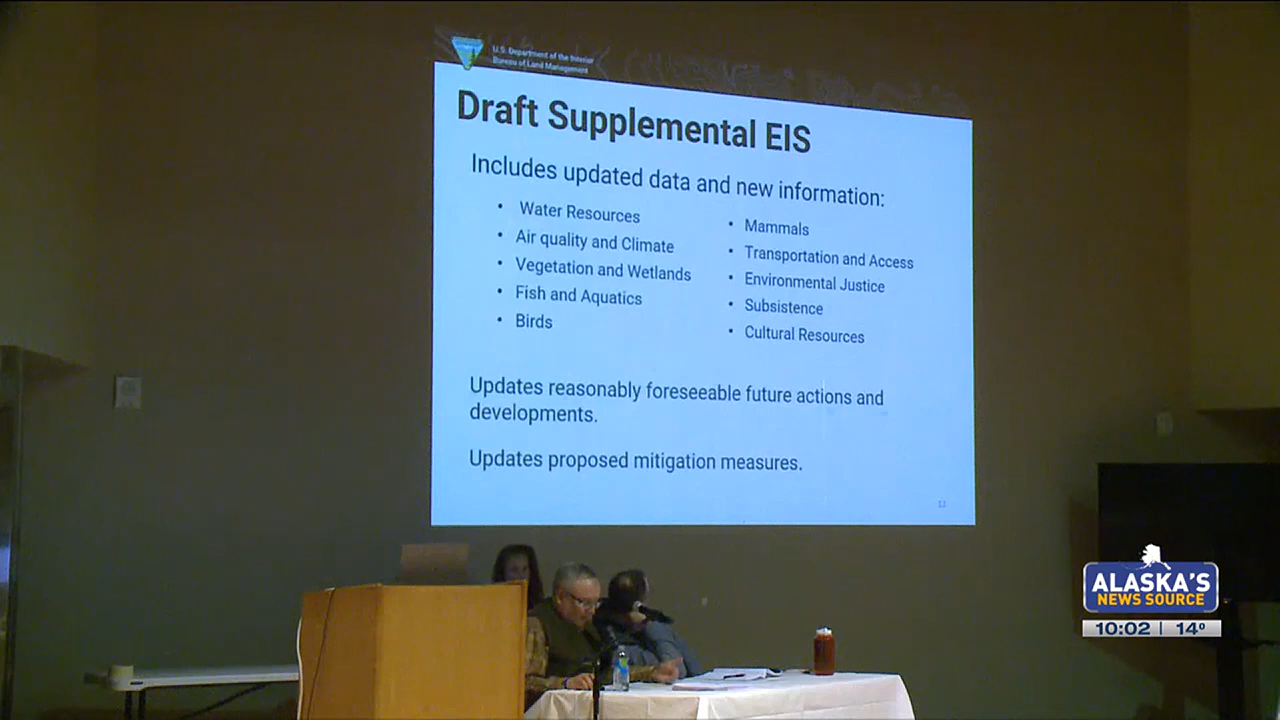 U.S. Department of the Interior
Bureau of Land Management
Draft Supplemental EIS
Includes updated data and new information:
• Water Resources
• Air quality and Climate
• Vegetation and Wetlands
• Fish and Aquatics
• Birds
• Mammals
• Transportation and Access
• Environmental Justice
• Subsistence
• Cultural Resources
Updates reasonably foreseeable future actions and
developments.
Updates proposed mitigation measures.
ALASKA'S
NEWS SOURCE
10:02 | 14°